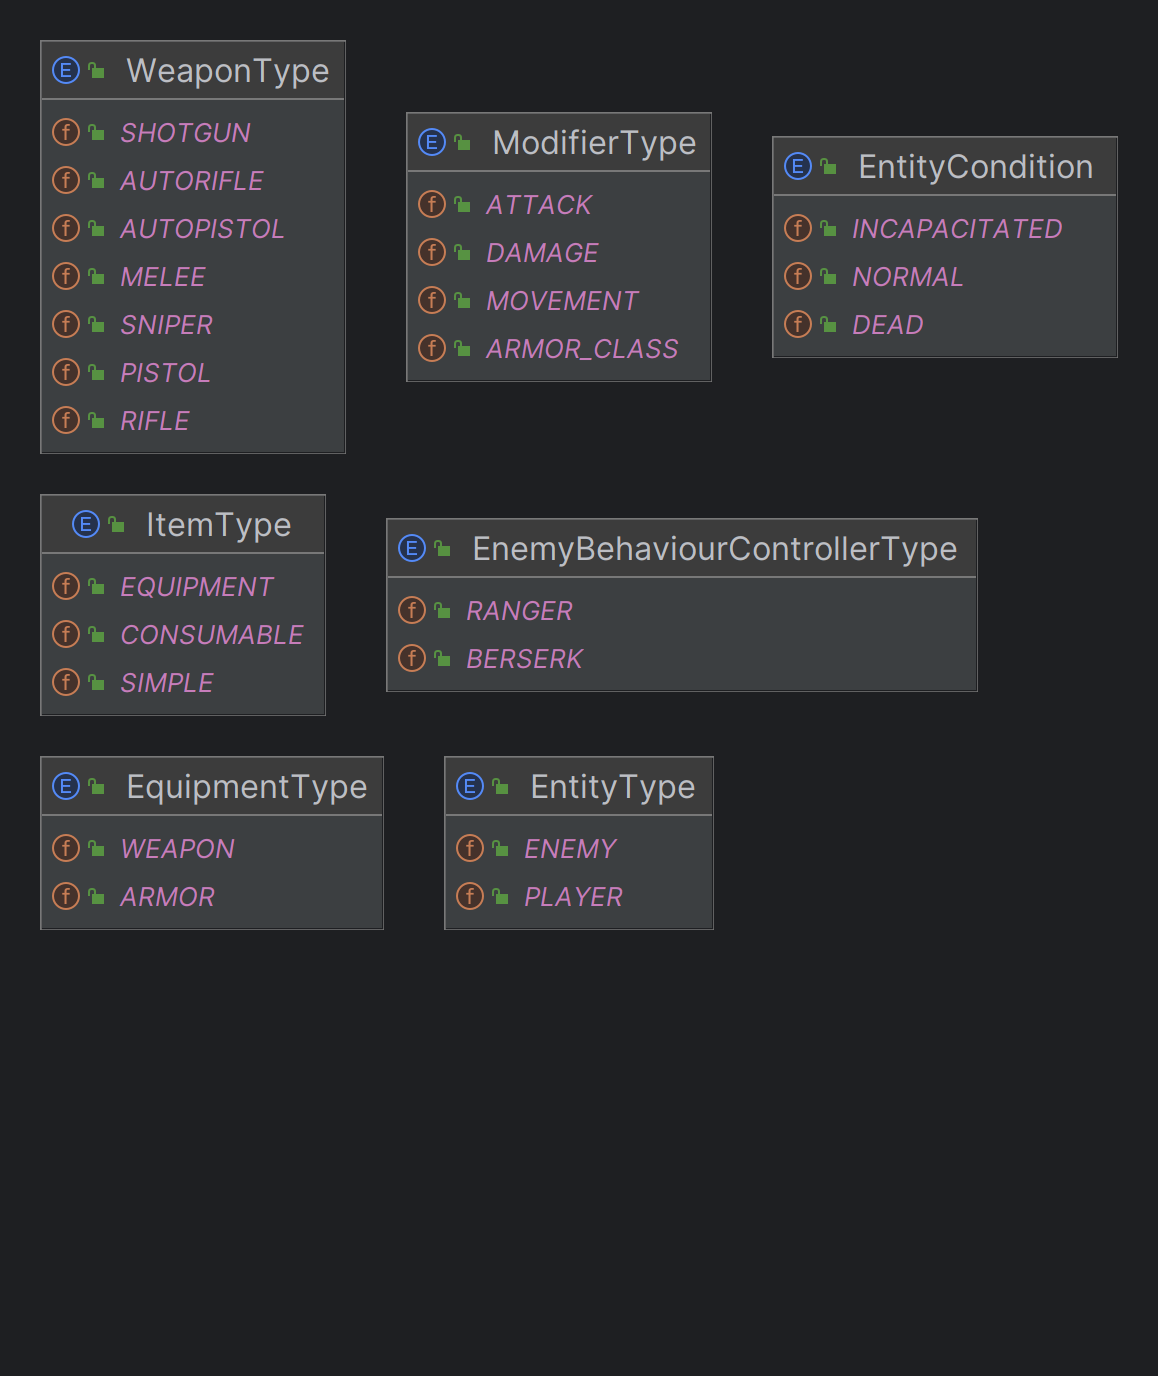 WeaponType
SHOTGUN
AUTORIFLE
AUTOPISTOL
MELEE
SNIPER
PISTOL
RIFLE
ModifierType
ATTACK
DAMAGE
MOVEMENT
ARMOR_CLASS
EntityCondition
INCAPACITATED
NORMAL
DEAD
ItemType
EQUIPMENT
CONSUMABLE
SIMPLE
EnemyBehaviourControllerType
RANGER
BERSERK
EquipmentType
WEAPON
ARMOR
EntityType
ENEMY
PLAYER